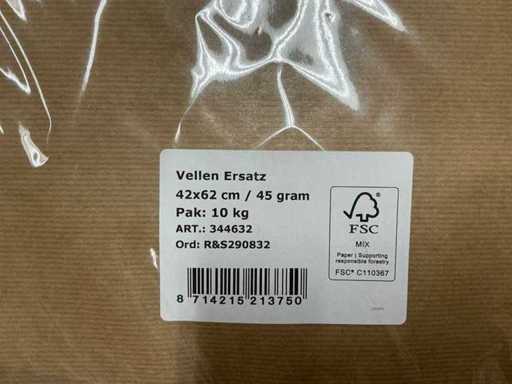 Vellen Ersatz
42x62 cm / 45 gram
Pak: 10 kg
ART.: 344632
Ord: R&S290832
8 714215 213750
FSC
MIX
Paper | Supporting
responsible forestry
FSC® C110367